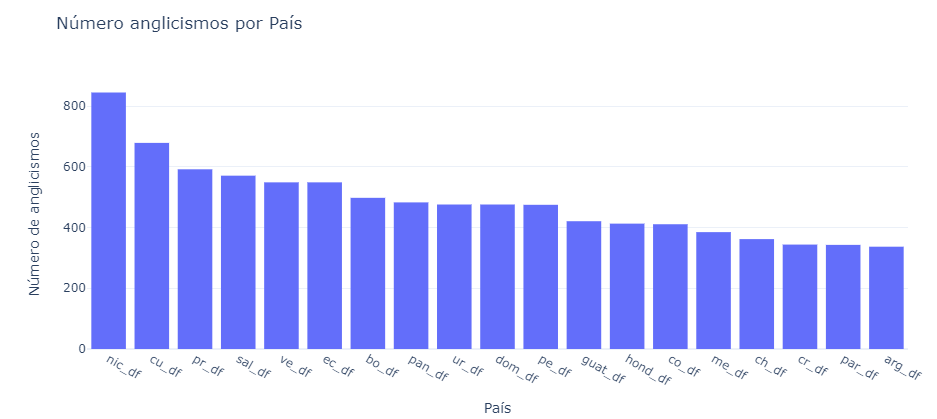 Número anglicismos por País
Número de anglicismos
800
600
400
200
0
nic_df
cu_df
pr_df
sal_df
ve_df
ec_df
bo_df
pan_df
ur_df
dom_df
pe_df
guat_df
hond_df
co_df
me_df
ch_df
cr_df
par_df
arg_df
País